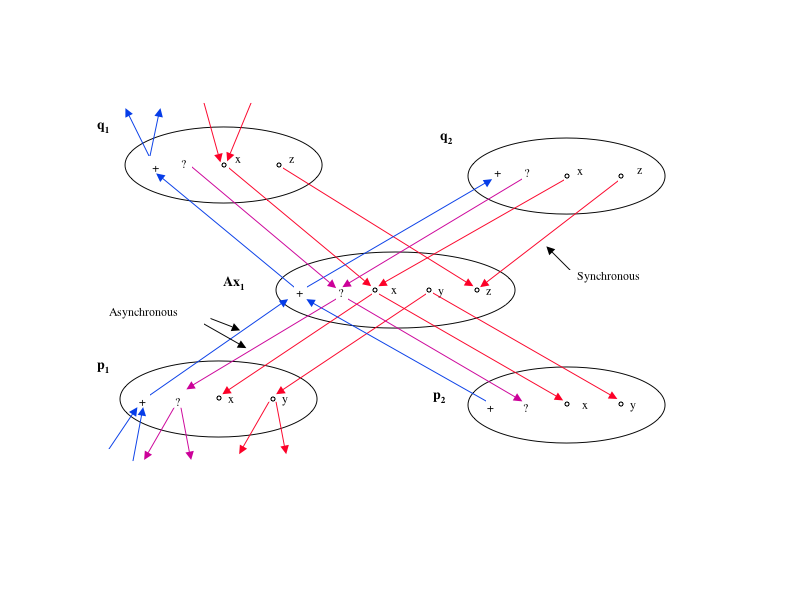 q1
+ ? x z
q2
+ ? x z
Synchronous
Ax1
+ ? x y z
Asynchronous
p1
+ ? x y
p2
+ ? x y